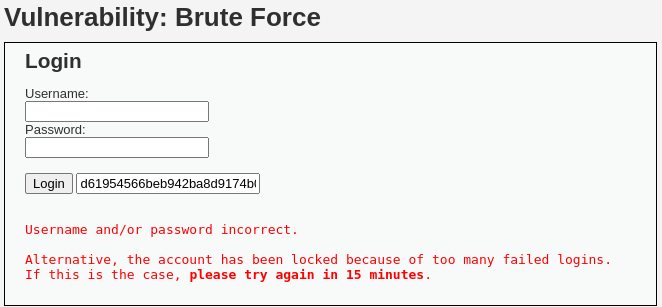 Vulnerability: Brute Force
Login
Username:
Password:
Login d61954566beb942ba8d9174b
Username and/or password incorrect.
Alternative, the account has been locked because of too many failed logins.
If this is the case, please try again in 15 minutes.